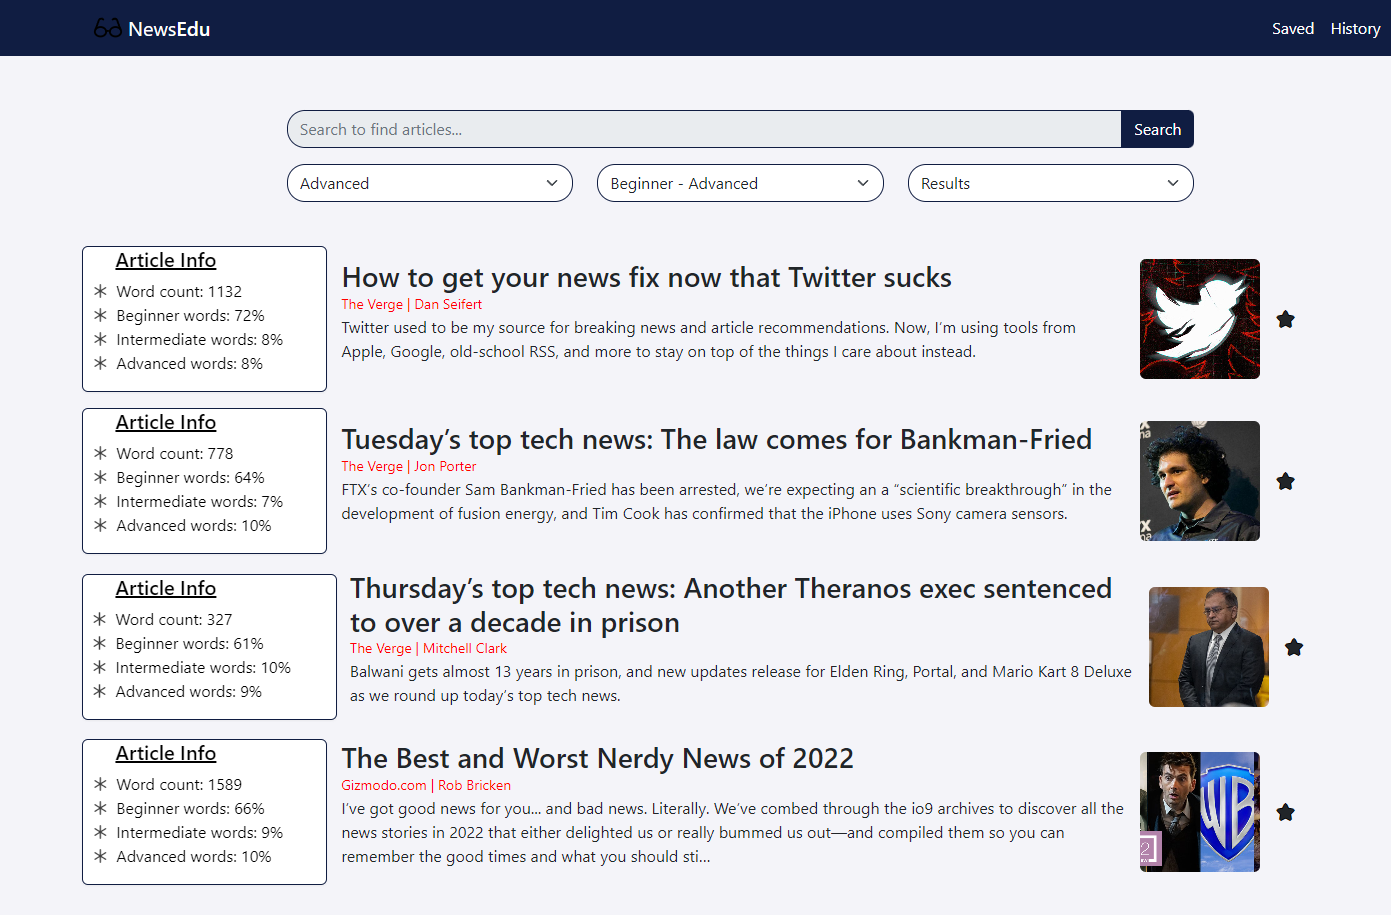 NewsEdu
Saved History
Search to find articles...
Search
Advanced
Beginner - Advanced
Results
Article Info
Word count: 1132
Beginner words: 72%
Intermediate words: 8%
Advanced words: 8%
How to get your news fix now that Twitter sucks
The Verge | Dan Seifert
Twitter used to be my source for breaking news and article recommendations. Now, I’m using tools from
Apple, Google, old-school RSS, and more to stay on top of the things I care about instead.
Article Info
Word count: 778
Beginner words: 64%
Intermediate words: 7%
Advanced words: 10%
Tuesday’s top tech news: The law comes for Bankman-Fried
The Verge | Jon Porter
FTX’s co-founder Sam Bankman-Fried has been arrested, we’re expecting an a “scientific breakthrough” in the
development of fusion energy, and Tim Cook has confirmed that the iPhone uses Sony camera sensors.
Article Info
Word count: 327
Beginner words: 61%
Intermediate words: 10%
Advanced words: 9%
Thursday’s top tech news: Another Theranos exec sentenced
to over a decade in prison
The Verge | Mitchell Clark
Balwani gets almost 13 years in prison, and new updates release for Elden Ring, Portal, and Mario Kart 8 Deluxe
as we round up today’s top tech news.
Article Info
Word count: 1589
Beginner words: 66%
Intermediate words: 9%
Advanced words: 10%
The Best and Worst Nerdy News of 2022
Gizmodo.com | Rob Bricken
I’ve got good news for you... and bad news. Literally. We’ve combed through the io9 archives to discover all the
news stories in 2022 that either delighted us or really bummed us out—and compiled them so you can
remember the good times and what you should sti...
WB
2